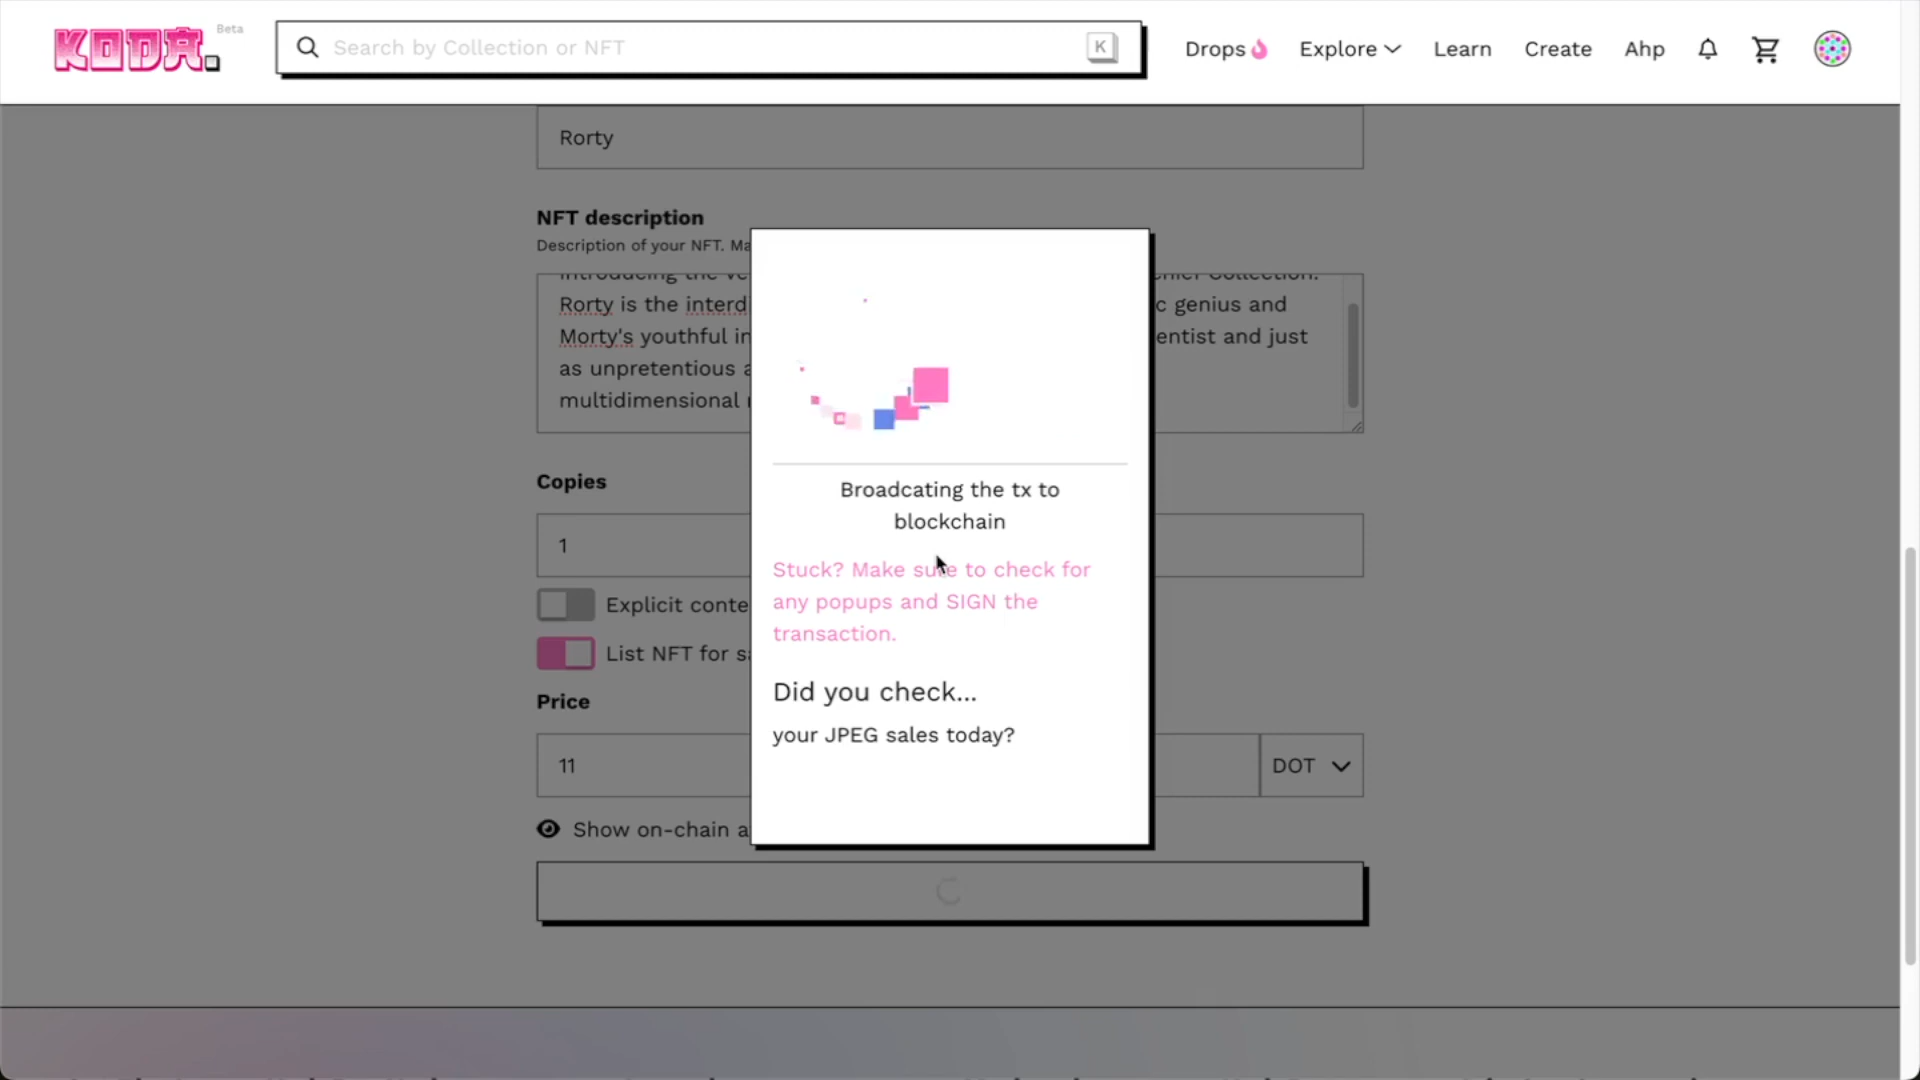 KODA. Beta
Search by Collection or NFT K
Drops Explore Learn Create Ahp
Rorty
NFT description
Description of your NFT.
Rorty is the interd c genius and
Morty's youthful in entist and just
as unpretentious a
multidimensional
Copies
1
Explicit conte
List NFT for sa
Price
11 DOT
Show on-chain a
Broadcating the tx to
blockchain
Stuck? Make sure to check for
any popups and SIGN the
transaction.
Did you check...
your JPEG sales today?